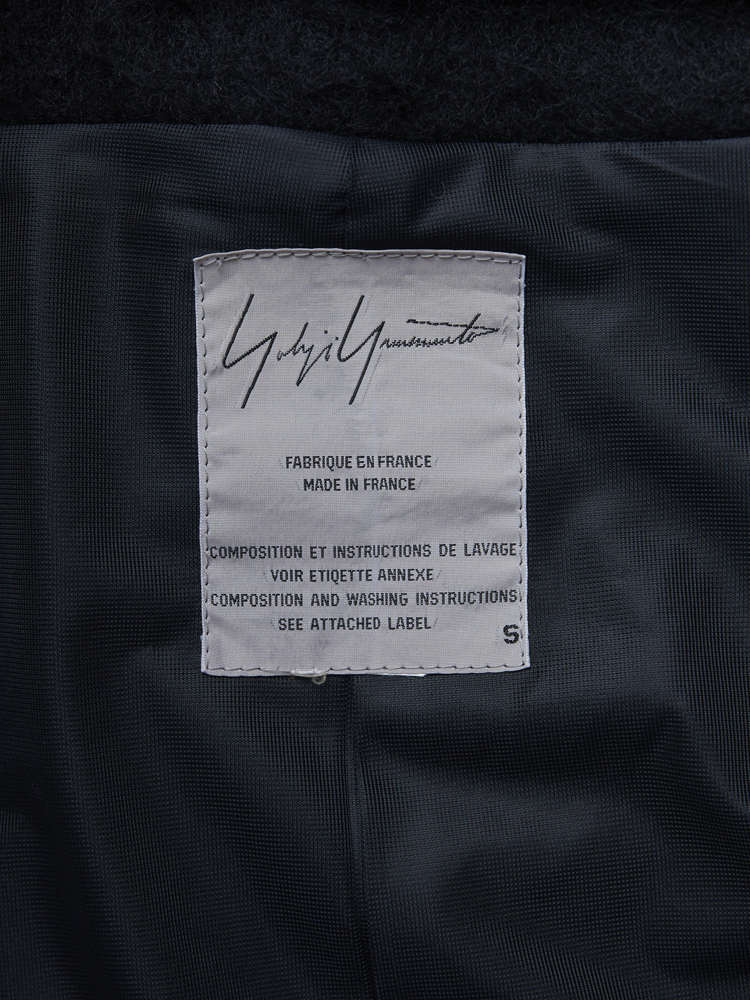 Yohji Yamamoto
FABRIQUE EN FRANCE
MADE IN FRANCE
COMPOSITION ET INSTRUCTIONS DE LAVAGE
VOIR ETIQETTE ANNEXE
COMPOSITION AND WASHING INSTRUCTIONS
SEE ATTACHED LABEL
S